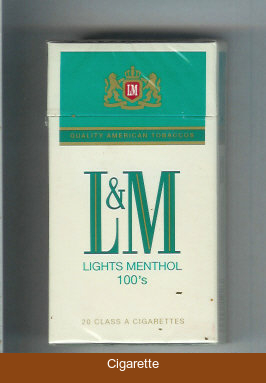 LM
QUALITY AMERICAN TOBACCOS
L&M
LIGHTS MENTHOL
100's
20 CLASS A CIGARETTES
Cigarette